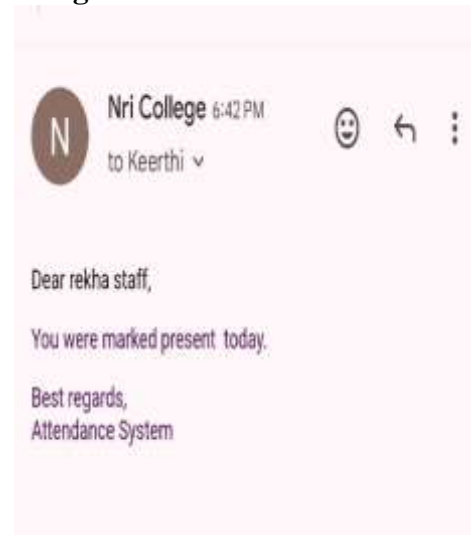 N
Nri College 6:42 PM
to Keerthi
Dear rekha staff,
You were marked present today.
Best regards,
Attendance System